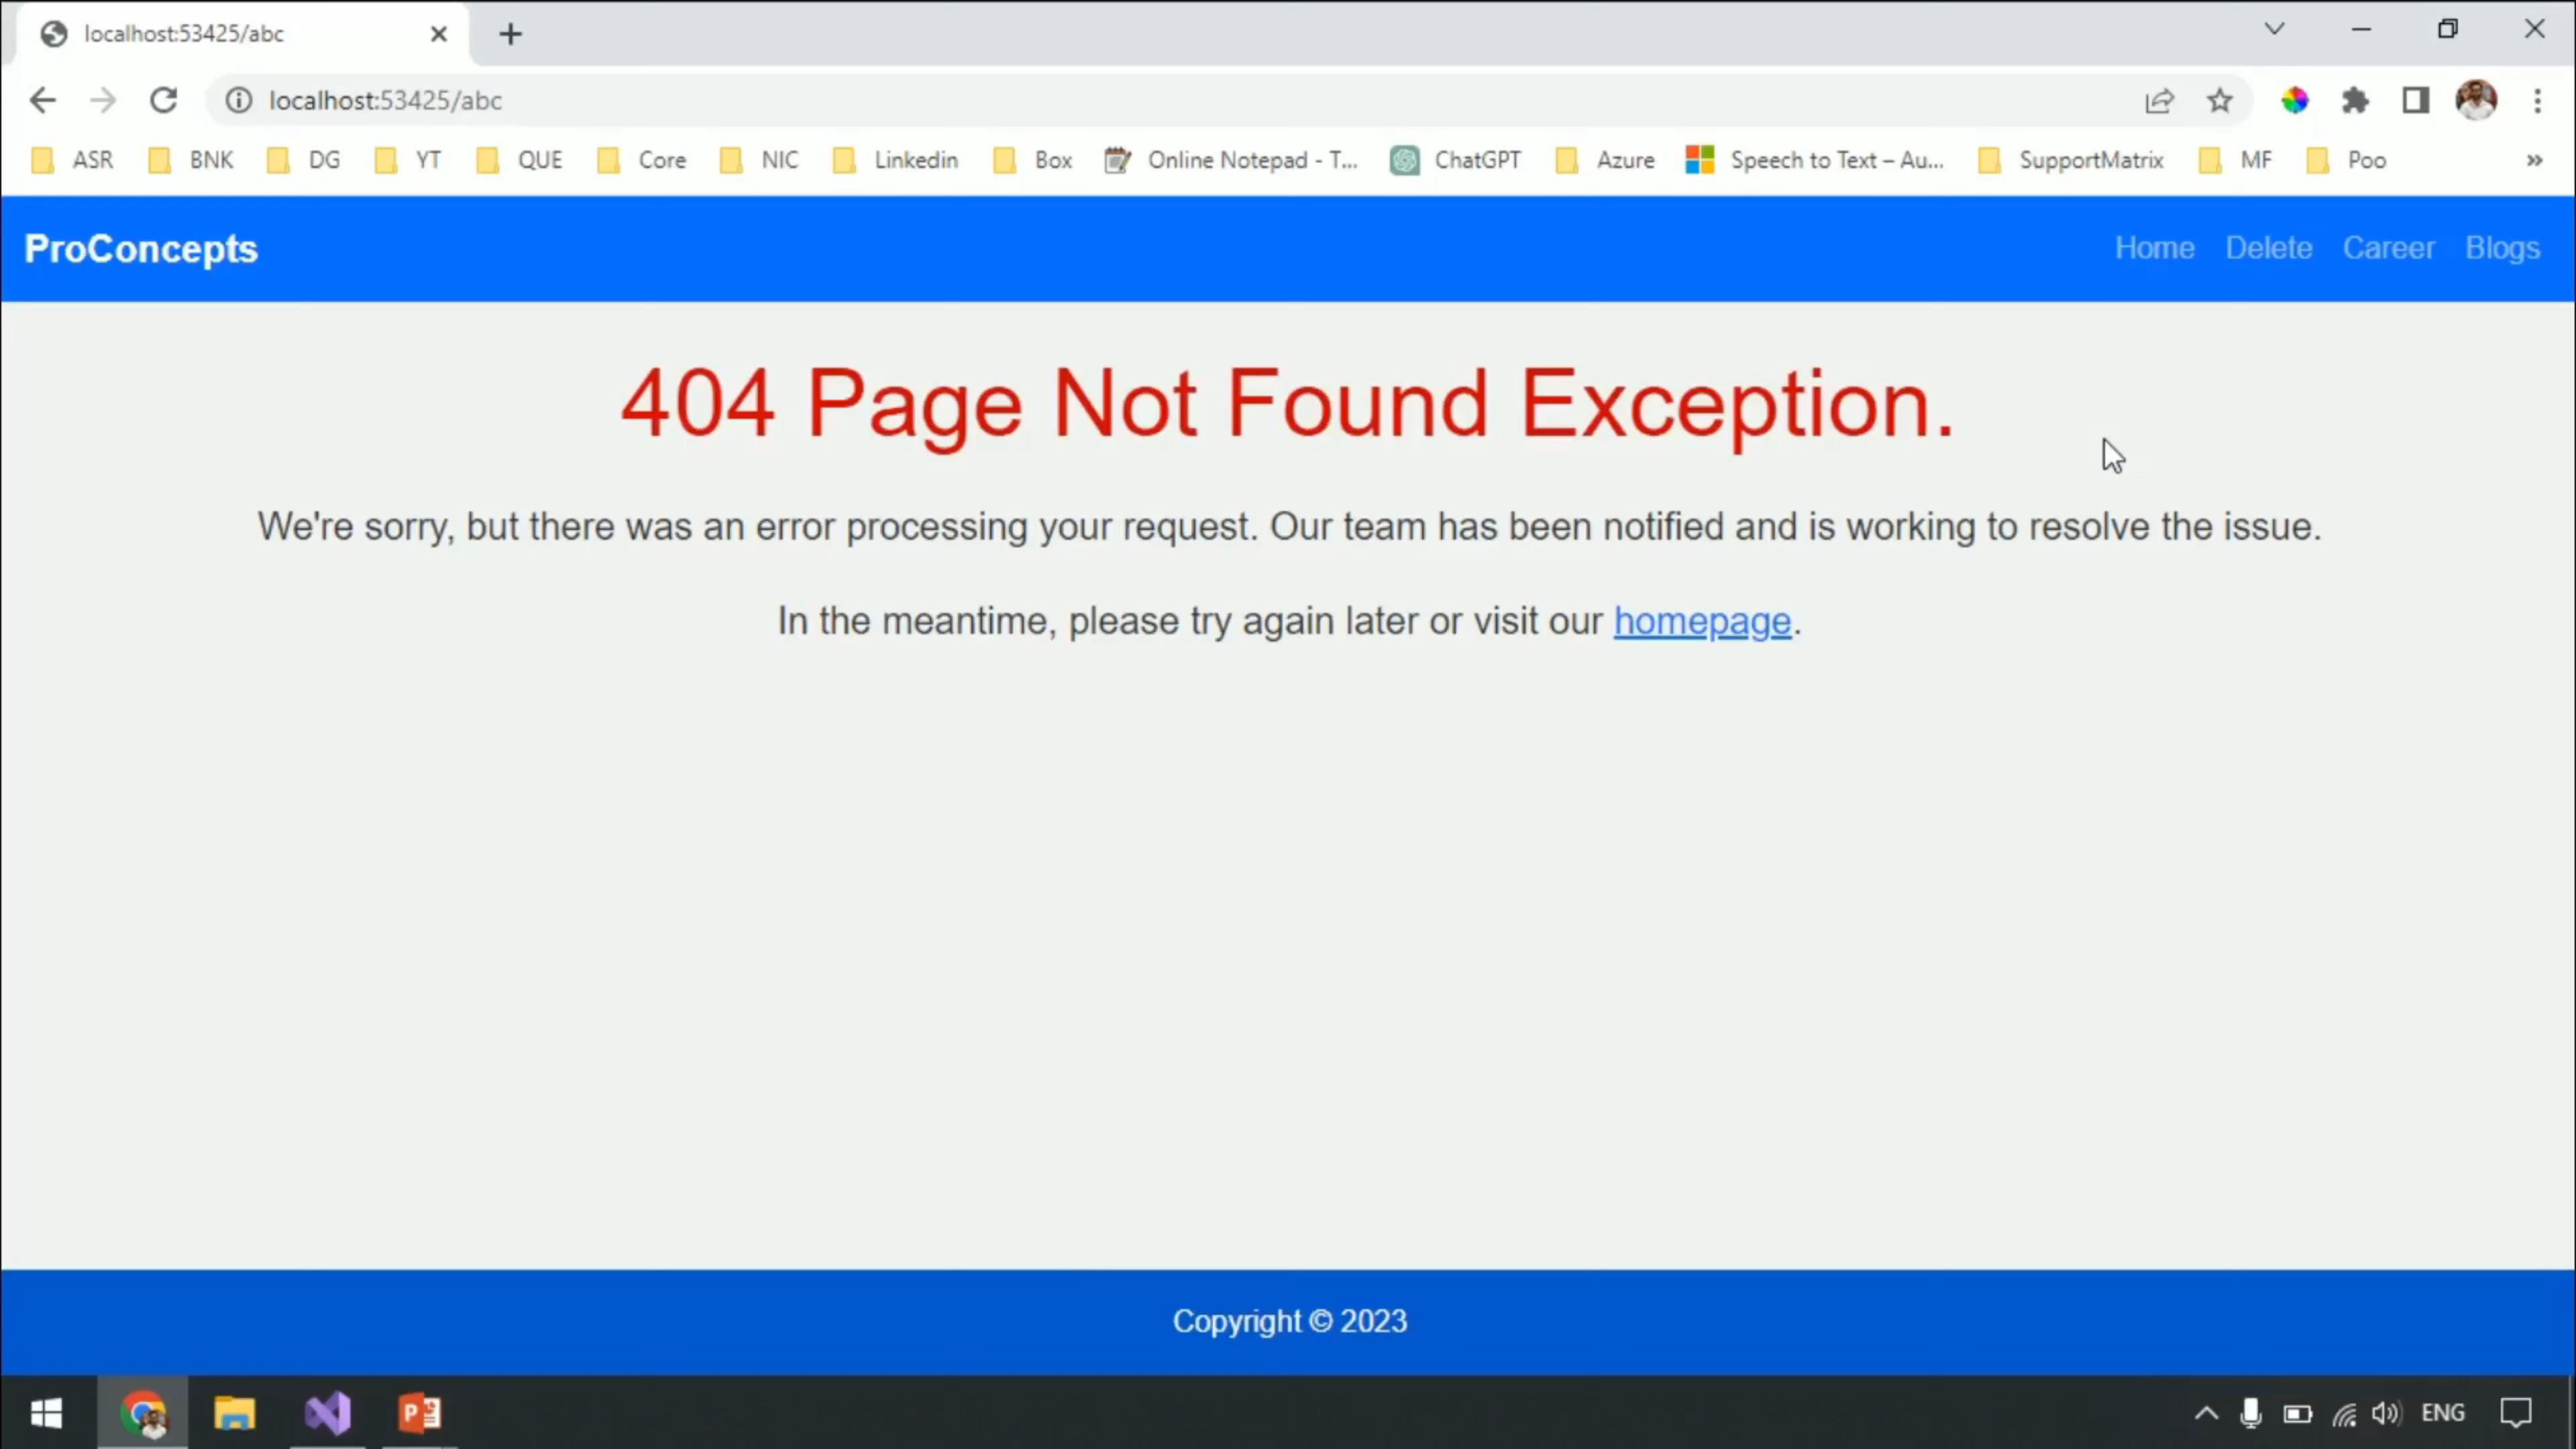 localhost:53425/abc
localhost:53425/abc
ASR BNK DG YT QUE Core NIC Linkedin Box Online Notepad - T... ChatGPT Azure Speech to Text – Au... SupportMatrix MF Poo »
ProConcepts Home Delete Career Blogs
404 Page Not Found Exception.
We're sorry, but there was an error processing your request. Our team has been notified and is working to resolve the issue.
In the meantime, please try again later or visit our homepage.
Copyright © 2023
ENG